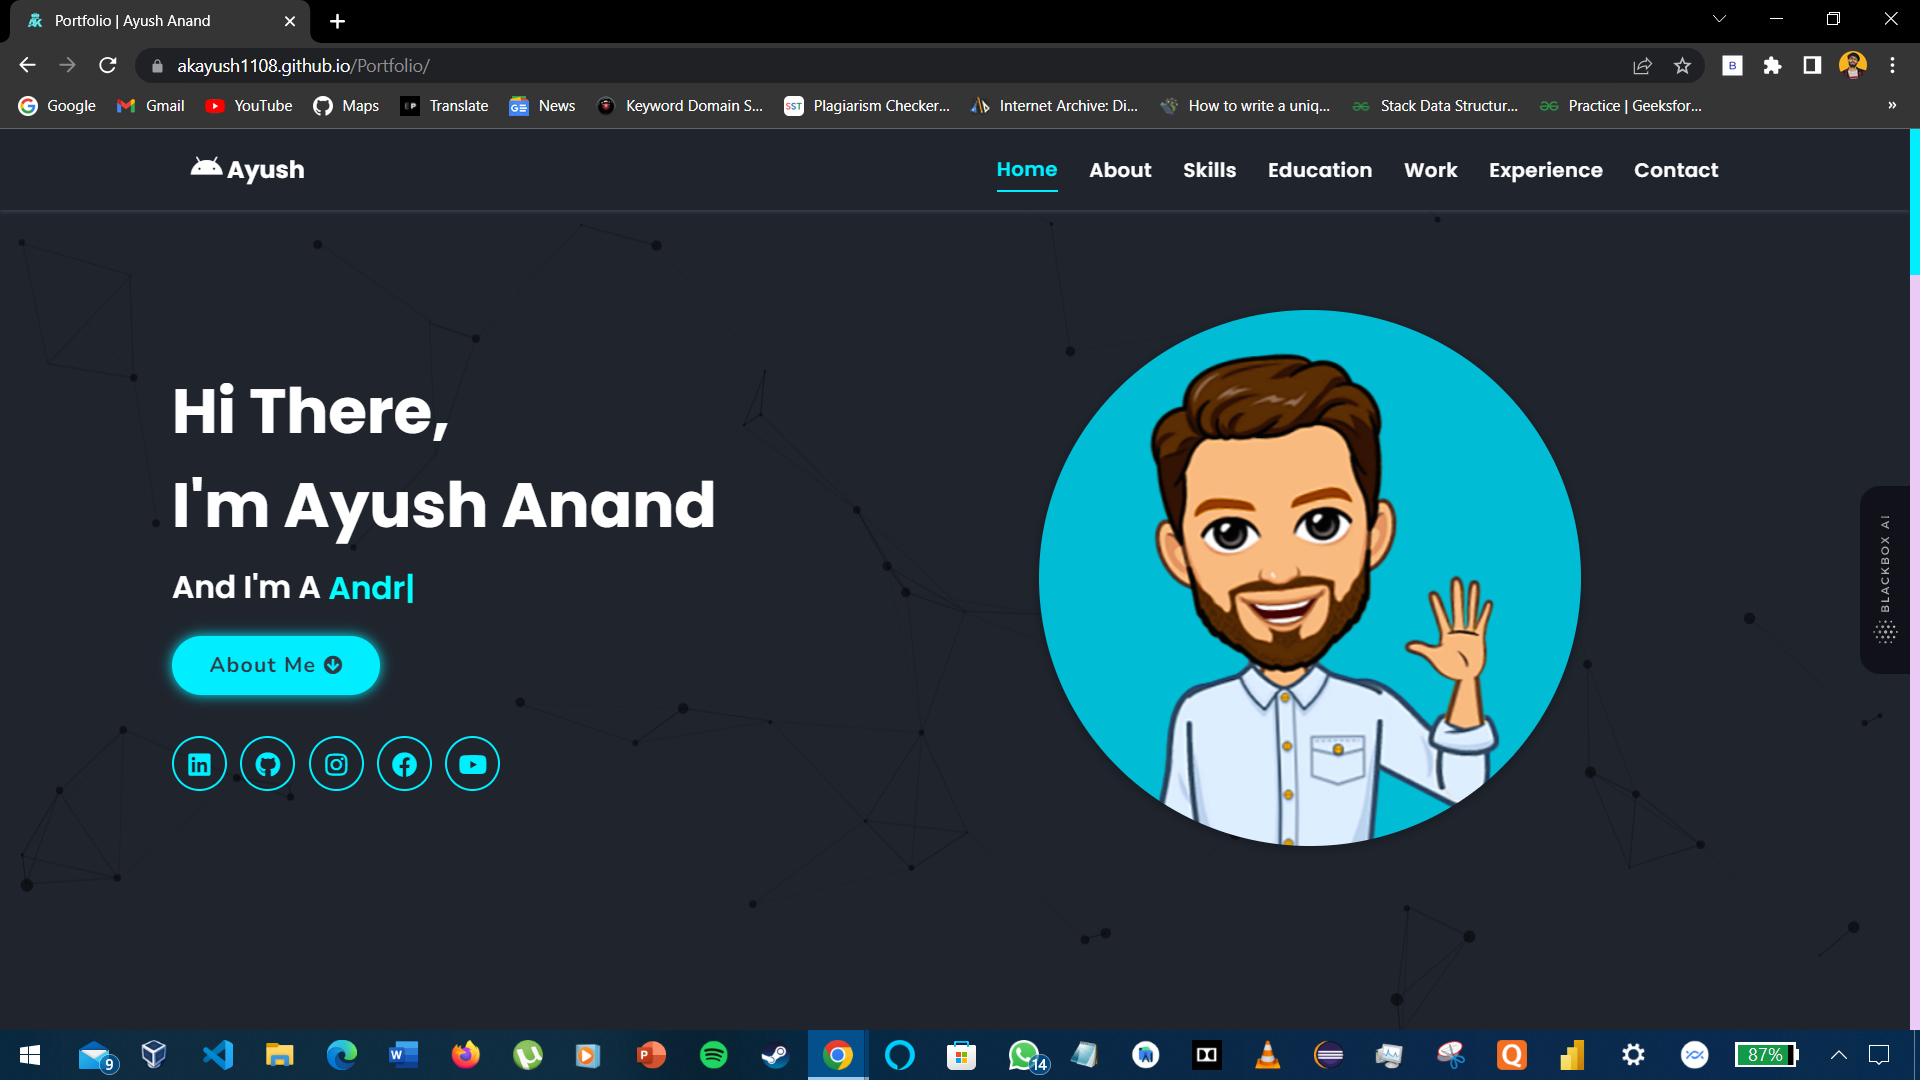 Portfolio | Ayush Anand
akayush1108.github.io/Portfolio/
B
Google
Gmail
YouTube
Maps
Translate
News
Keyword Domain S...
SST
Plagiarism Checker...
Internet Archive: Di...
How to write a uniq...
Stack Data Structur...
Practice | Geeksfor...
»
Ayush
Home
About
Skills
Education
Work
Experience
Contact
Hi There,
I'm Ayush Anand
And I'm A Andr|
About Me
BLACKBOX AI
9
14
87%